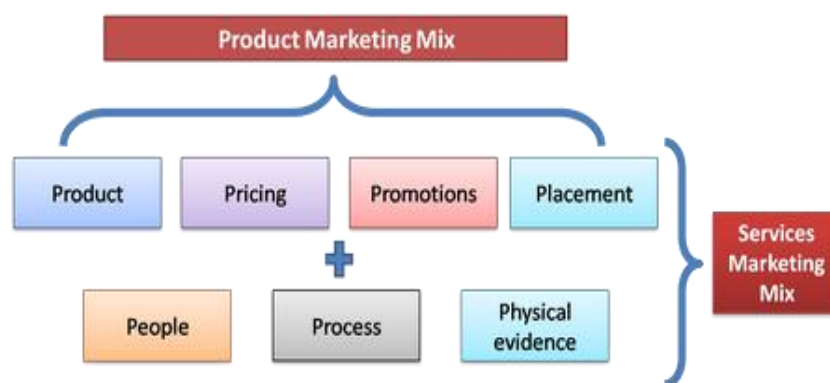 Product Marketing Mix
Product
Pricing
Promotions
Placement
Services
Marketing
Mix
People
Process
Physical
evidence